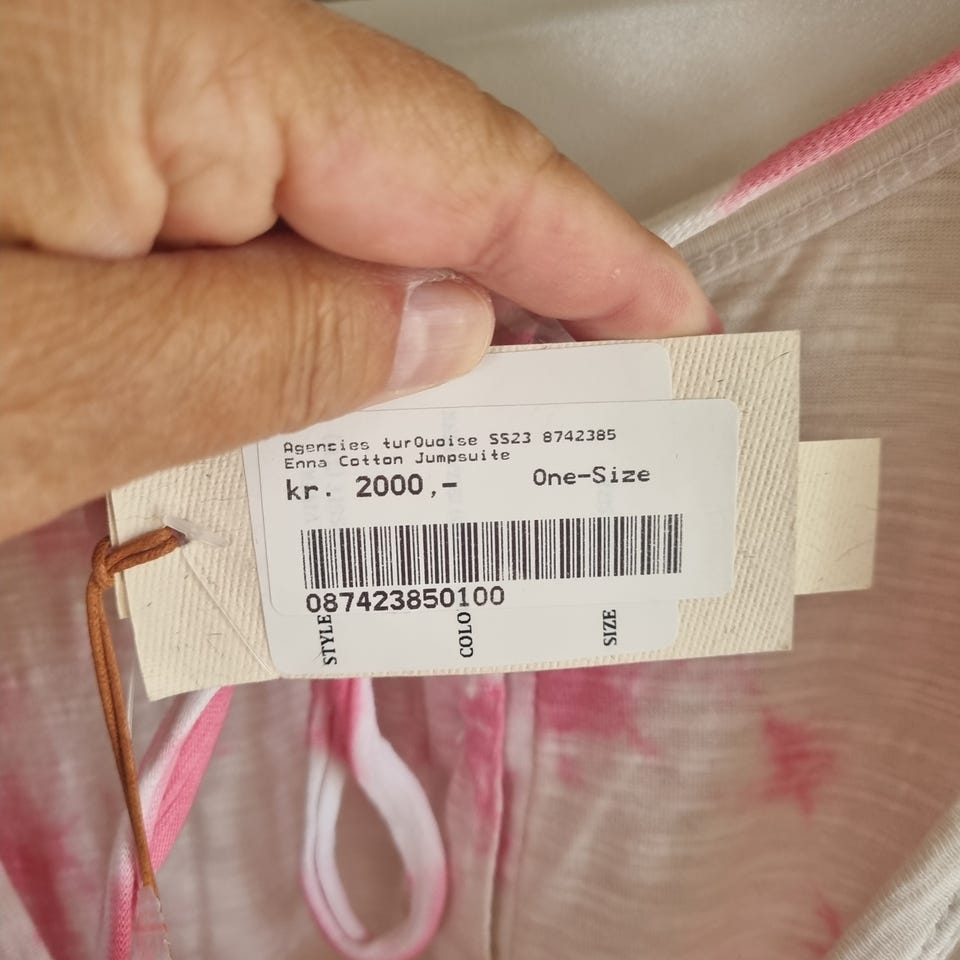 Agencies turQuoise SS23 8742385
Enna Cotton Jumpsuite
kr. 2000,- One-Size
087423850100
STYLE
COLO
SIZE